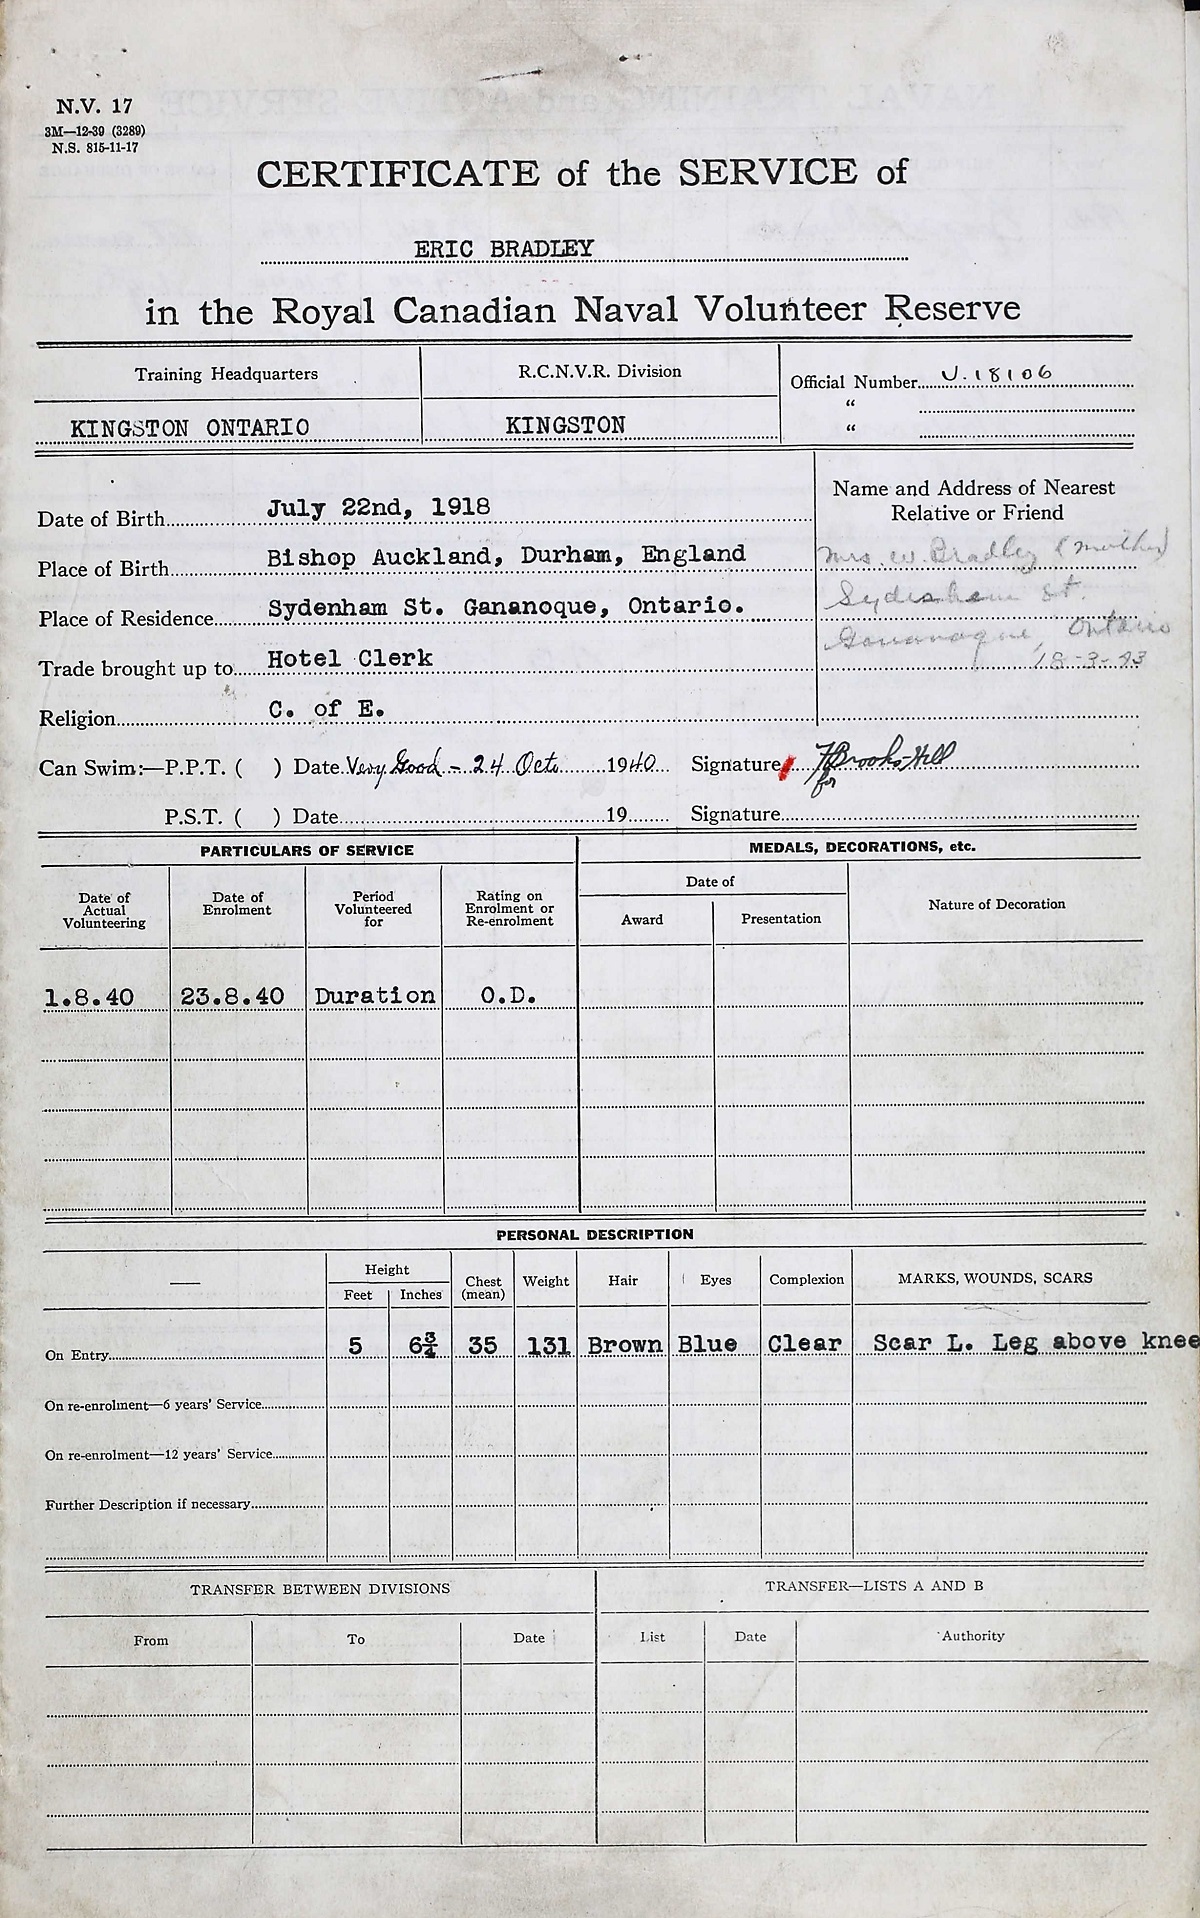 N.V. 17
3M—12-39 (3289)
N.S. 815-11-17
CERTIFICATE of the SERVICE of
ERIC BRADLEY
in the Royal Canadian Naval Volunteer Reserve
Training Headquarters
R.C.N.V.R. Division
Official Number V.18106
"
"
KINGSTON ONTARIO
KINGSTON
Date of Birth July 22nd, 1918
Place of Birth Bishop Auckland, Durham, England
Place of Residence Sydenham St. Gananoque, Ontario.
Trade brought up to Hotel Clerk
Religion C. of E.
Name and Address of Nearest
Relative or Friend
Mrs. W. Bradley (Mother)
Sydenham St.
Gananoque, Ontario
18-3-43
Can Swim:—P.P.T. ( ) Date Very Good - 24 Oct. 1940 Signature Brooks-Hill
for
P.S.T. ( ) Date 19 Signature
PARTICULARS OF SERVICE
MEDALS, DECORATIONS, etc.
Date of
Actual
Volunteering
Date of
Enrolment
Period
Volunteered
for
Rating on
Enrolment or
Re-enrolment
Date of
Award
Presentation
Nature of Decoration
1.8.40 23.8.40 Duration O.D.
PERSONAL DESCRIPTION
Height
Feet Inches
Chest
(mean)
Weight
Hair
Eyes
Complexion
MARKS, WOUNDS, SCARS
On Entry 5 6¾ 35 131 Brown Blue Clear Scar L. Leg above knee
On re-enrolment—6 years' Service
On re-enrolment—12 years' Service
Further Description if necessary
TRANSFER BETWEEN DIVISIONS
TRANSFER—LISTS A AND B
From To Date List Date Authority